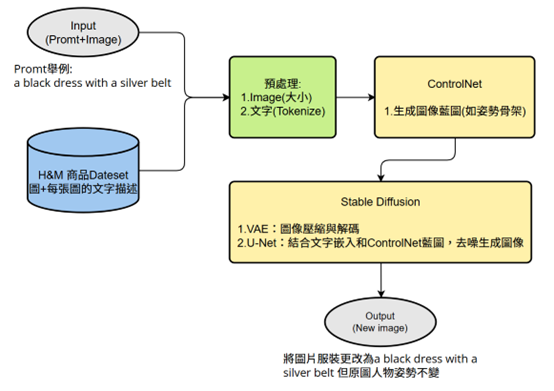 Input
(Promt+Image)
Promt舉例:
a black dress with a silver belt
H&M 商品Dateset
圖+每張圖的文字描述
預處理:
1.Image(大小)
2.文字(Tokenize)
ControlNet
1.生成圖像藍圖(如姿勢骨架)
Stable Diffusion
1.VAE：圖像壓縮與解碼
2.U-Net：結合文字嵌入和ControlNet藍圖，去噪生成圖像
Output
(New image)
將圖片服裝更改為a black dress with a
silver belt 但原圖人物姿勢不變